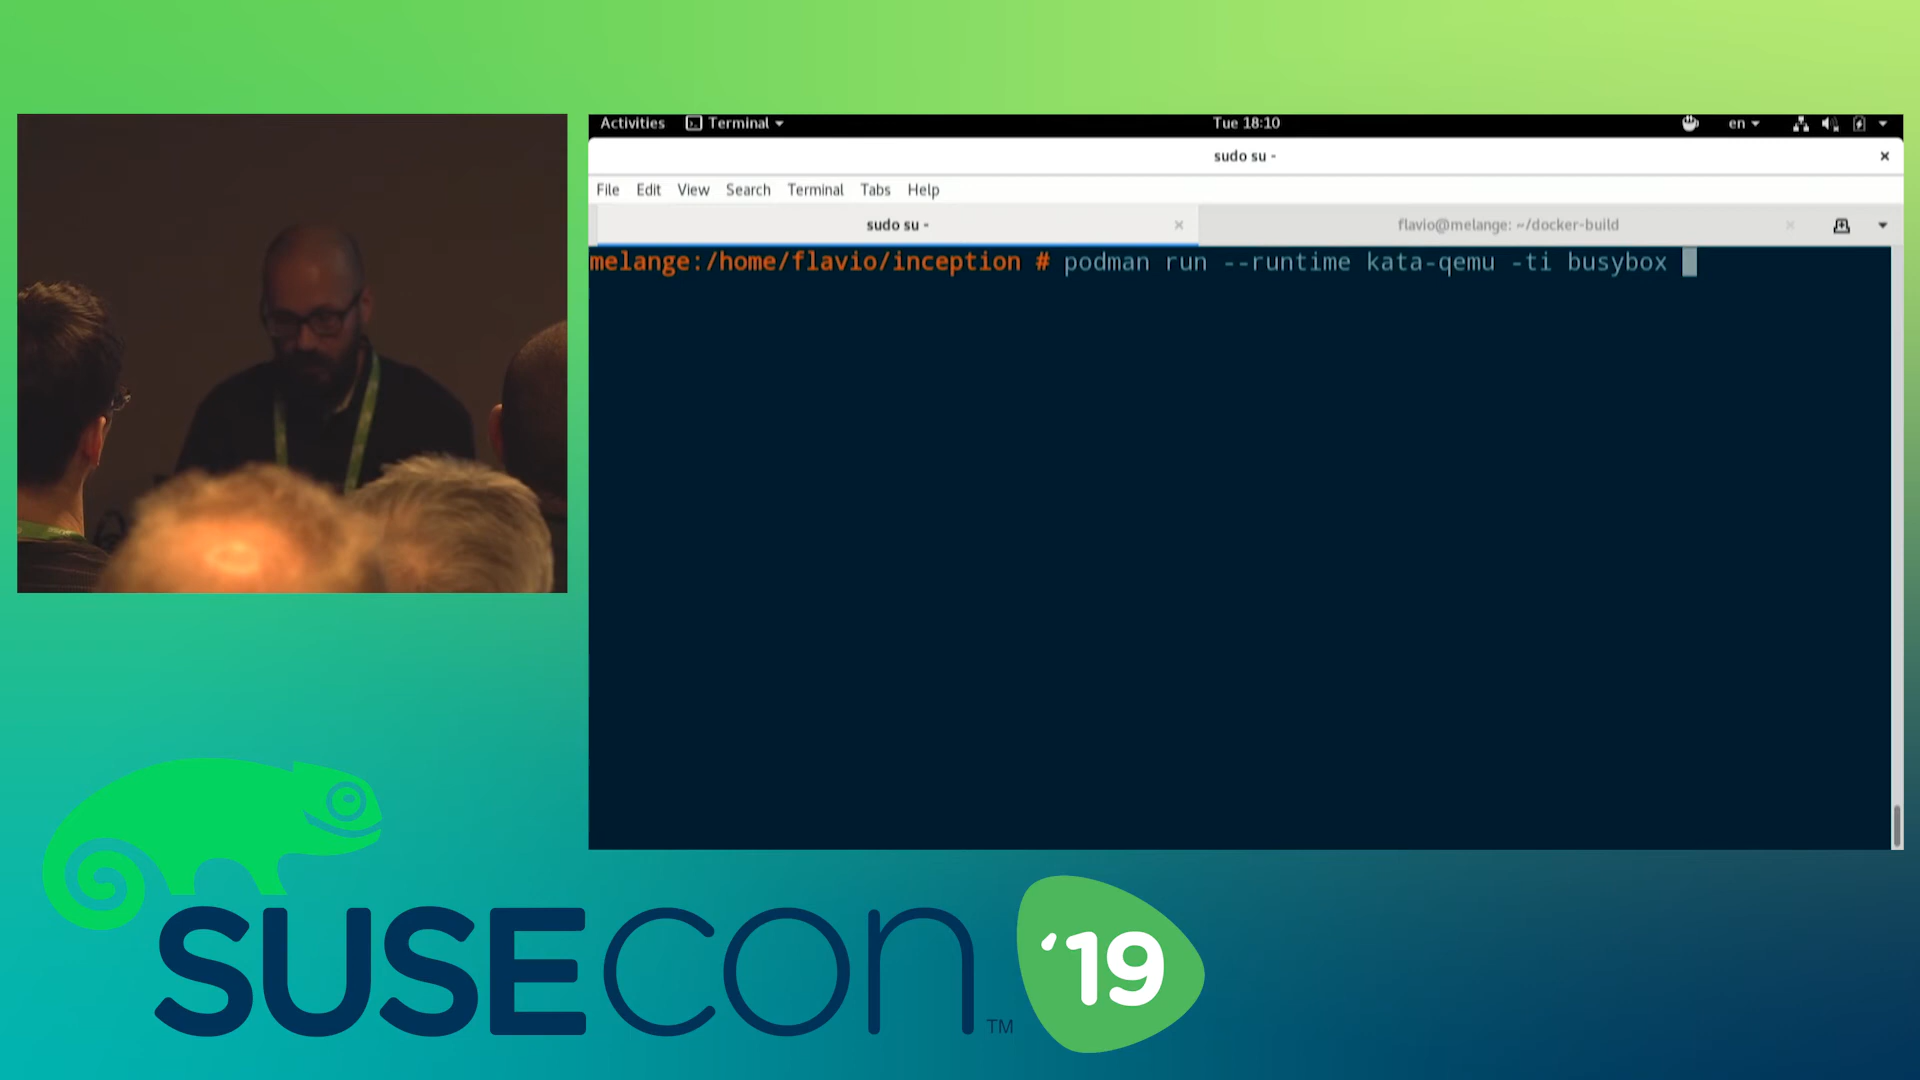 Activities Terminal Tue 18:10 en
sudo su -
File Edit View Search Terminal Tabs Help
sudo su - flavio@melange: ~/docker-build
melange:/home/flavio/inception # podman run --runtime kata-qemu -ti busybox
SUSECON TM '19